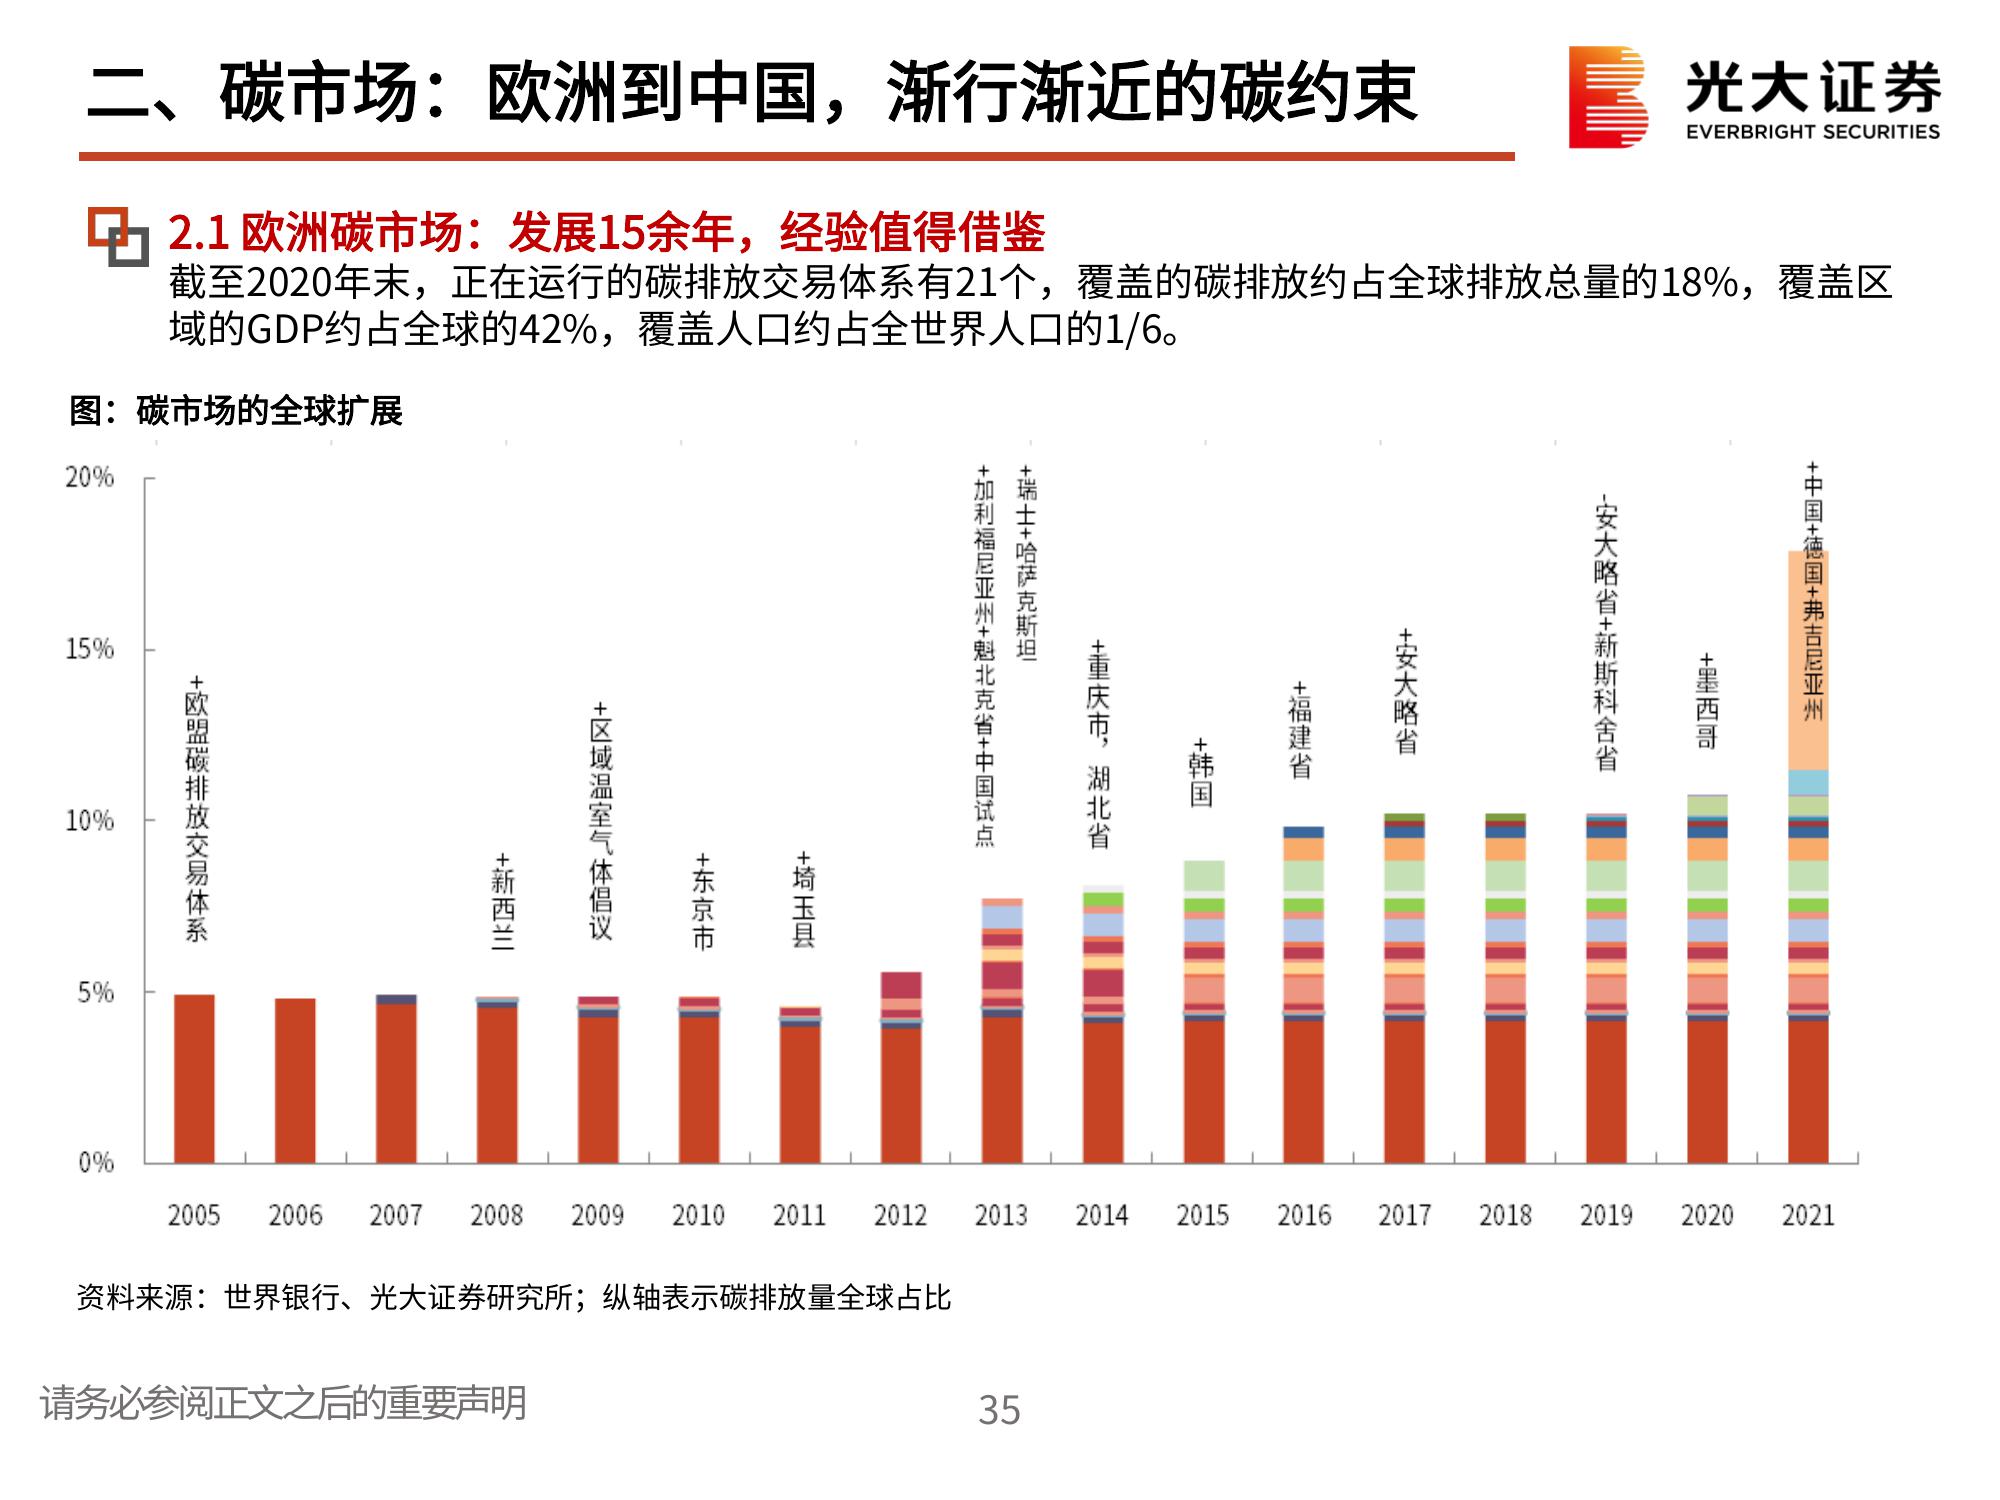 二、碳市场：欧洲到中国，渐行渐近的碳约束
光大证券
EVERBRIGHT SECURITIES
2.1 欧洲碳市场：发展15余年，经验值得借鉴
截至2020年末，正在运行的碳排放交易体系有21个，覆盖的碳排放约占全球排放总量的18%，覆盖区
域的GDP约占全球的42%，覆盖人口约占全世界人口的1/6。
图：碳市场的全球扩展
20%
15%
10%
5%
0%
+欧盟碳排放交易体系
+新西兰
+区域温室气体倡议
+东京市
+埼玉县
+加利福尼亚州+魁北克省+中国试点
+瑞士+哈萨克斯坦
+重庆市，湖北省
+韩国
+福建省
+安大略省
-安大略省+新斯科舍省
+墨西哥
+中国+德国+弗吉尼亚州
2005 2006 2007 2008 2009 2010 2011 2012 2013 2014 2015 2016 2017 2018 2019 2020 2021
资料来源：世界银行、光大证券研究所；纵轴表示碳排放量全球占比
请务必参阅正文之后的重要声明
35